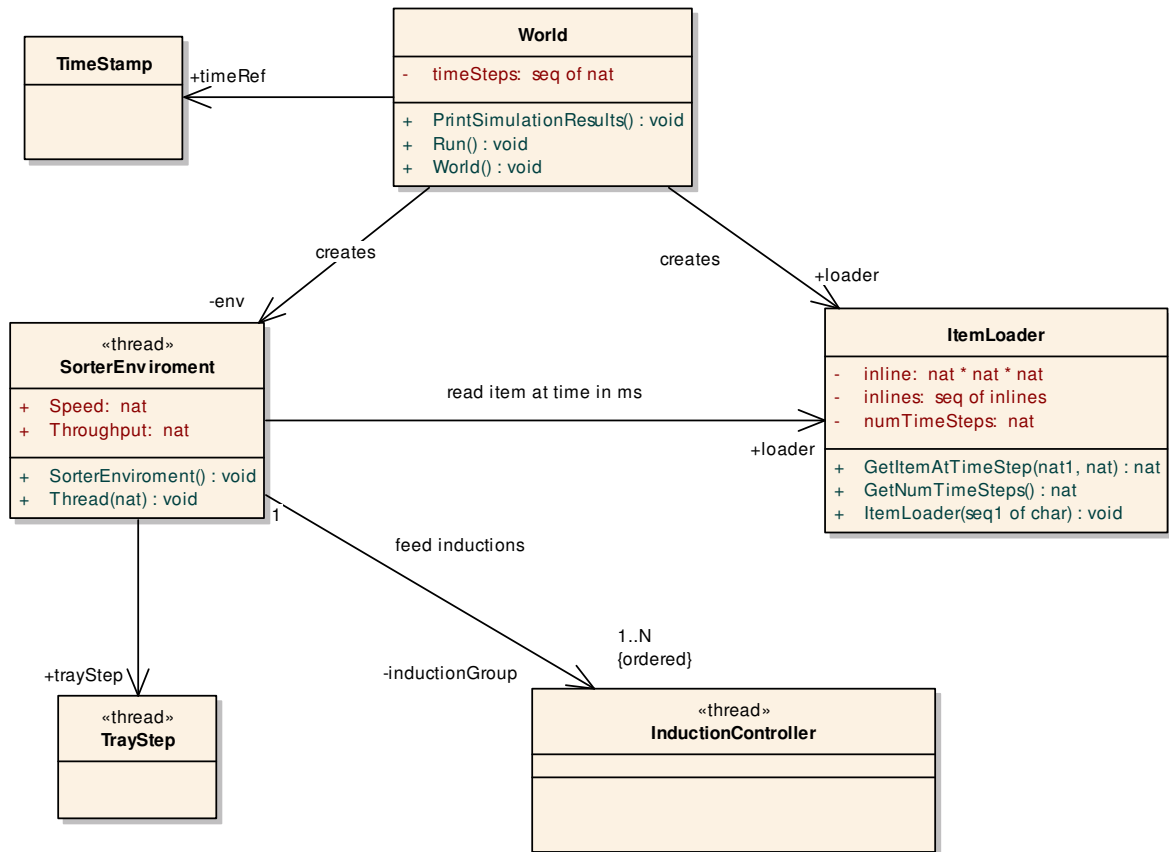 World
- timeSteps: seq of nat
+ PrintSimulationResults() : void
+ Run() : void
+ World() : void
TimeStamp
+timeRef
creates
creates
-env
+loader
«thread»
SorterEnviroment
+ Speed: nat
+ Throughput: nat
+ SorterEnviroment() : void
+ Thread(nat) : void
read item at time in ms
+loader
ItemLoader
- inline: nat * nat * nat
- inlines: seq of inlines
- numTimeSteps: nat
+ GetItemAtTimeStep(nat1, nat) : nat
+ GetNumTimeSteps() : nat
+ ItemLoader(seq1 of char) : void
1
feed inductions
1..N
{ordered}
+trayStep
-inductionGroup
«thread»
TrayStep
«thread»
InductionController